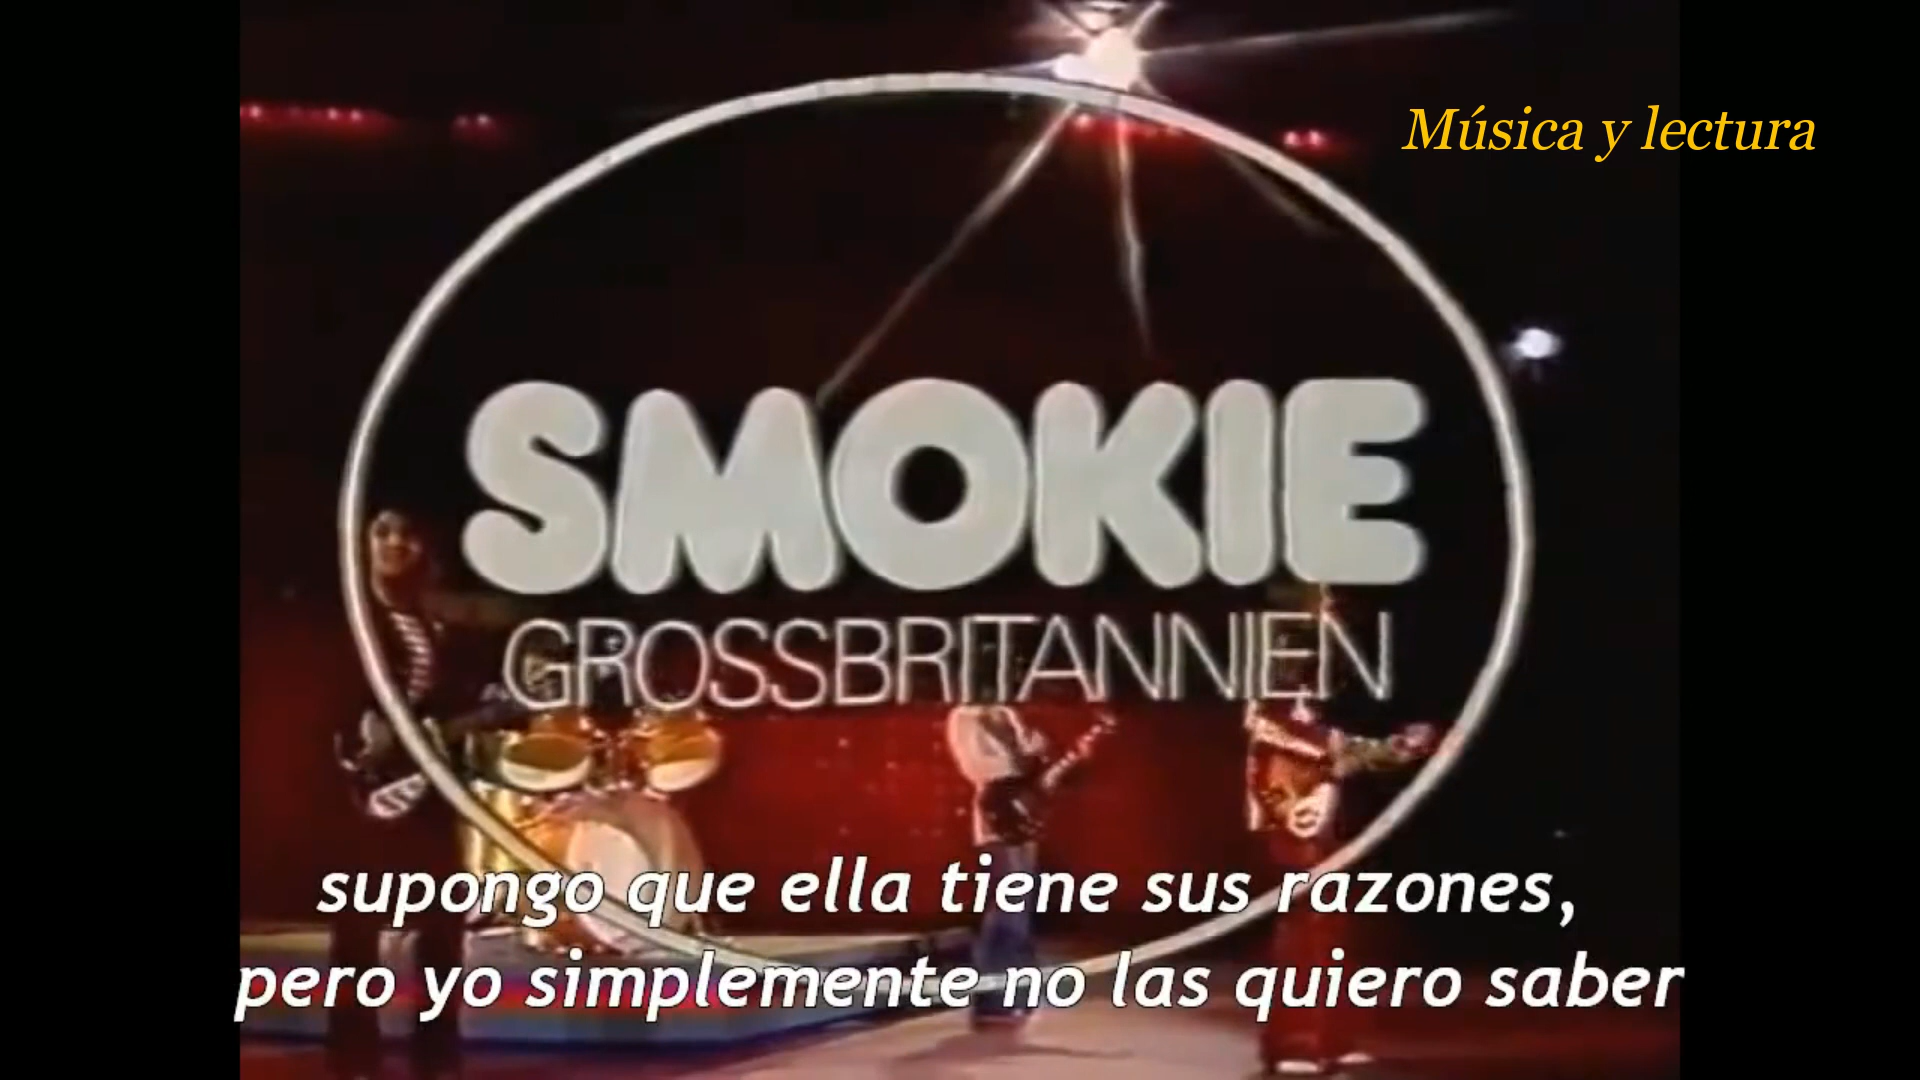 Música y lectura
SMOKIE
GROSSBRITANNIEN
supongo que ella tiene sus razones,
pero yo simplemente no las quiero saber